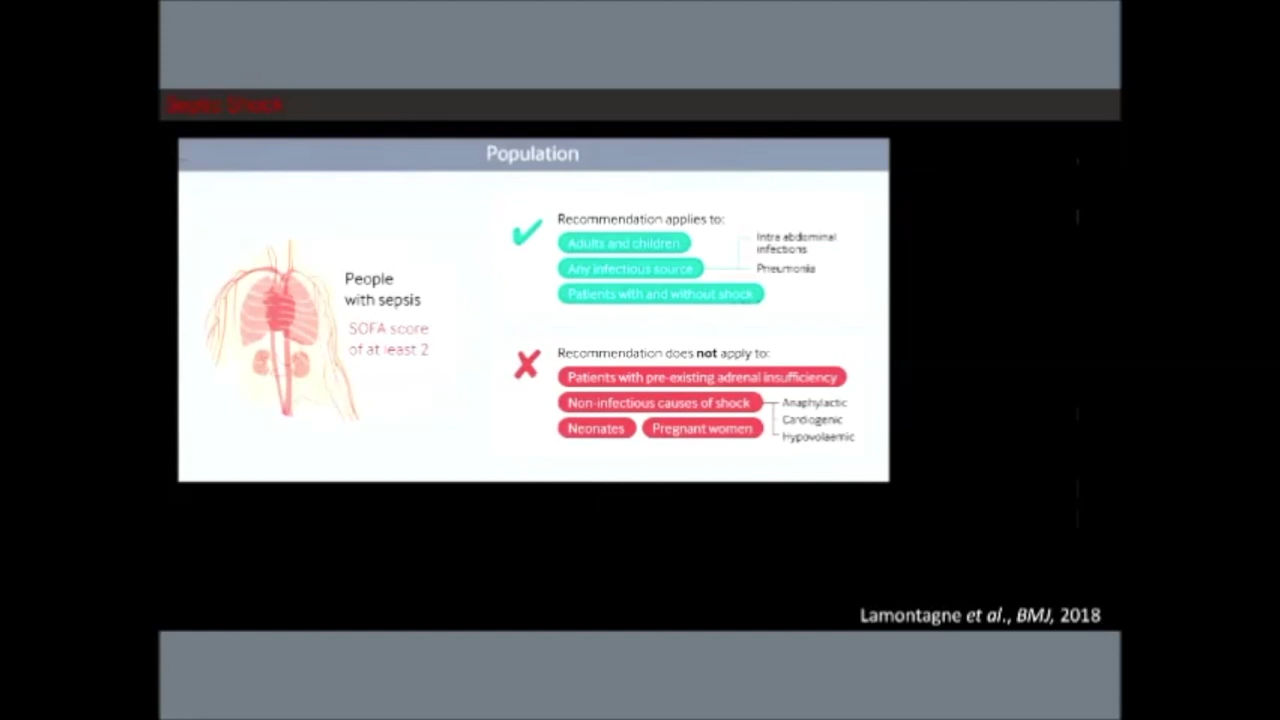 Septic Shock
Population
Recommendation applies to:
Adults and children
Any infectious source
Patients with and without shock
Intra abdominal
infections
Pneumonia
People
with sepsis
SOFA score
of at least 2
Recommendation does not apply to:
Patients with pre-existing adrenal insufficiency
Non-infectious causes of shock
Anaphylactic
Cardiogenic
Hypovolaemic
Neonates
Pregnant women
Lamontagne et al., BMJ, 2018